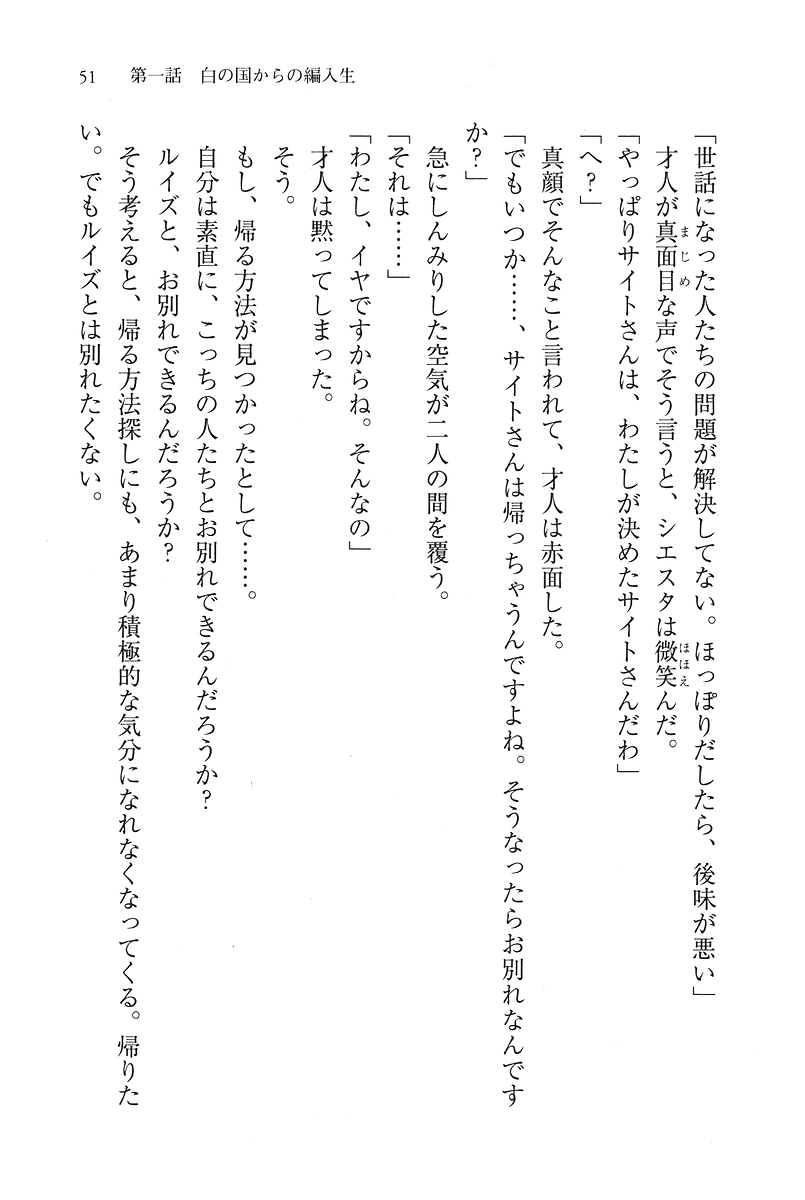 51　第一話　白の国からの編入生
「世話になった人たちの問題が解決してない。ほっぽりだしたら、後味が悪い」
才人が真面目な声でそう言うと、シエスタは微笑んだ。
「やっぱりサイトさんは、わたしが決めたサイトさんだわ」
「へ？」
真顔でそんなこと言われて、才人は赤面した。
「でもいつか……、サイトさんは帰っちゃうんですよね。そうなったらお別れなんです
か？」
急にしんみりした空気が二人の間を覆う。
「それは……」
「わたし、イヤですからね。そんなの」
才人は黙ってしまった。
そう。
もし、帰る方法が見つかったとして……。
自分は素直に、こっちの人たちとお別れできるんだろうか？
ルイズと、お別れできるんだろうか？
そう考えると、帰る方法探しにも、あまり積極的な気分になれなくなってくる。帰りた
い。でもルイズとは別れたくない。